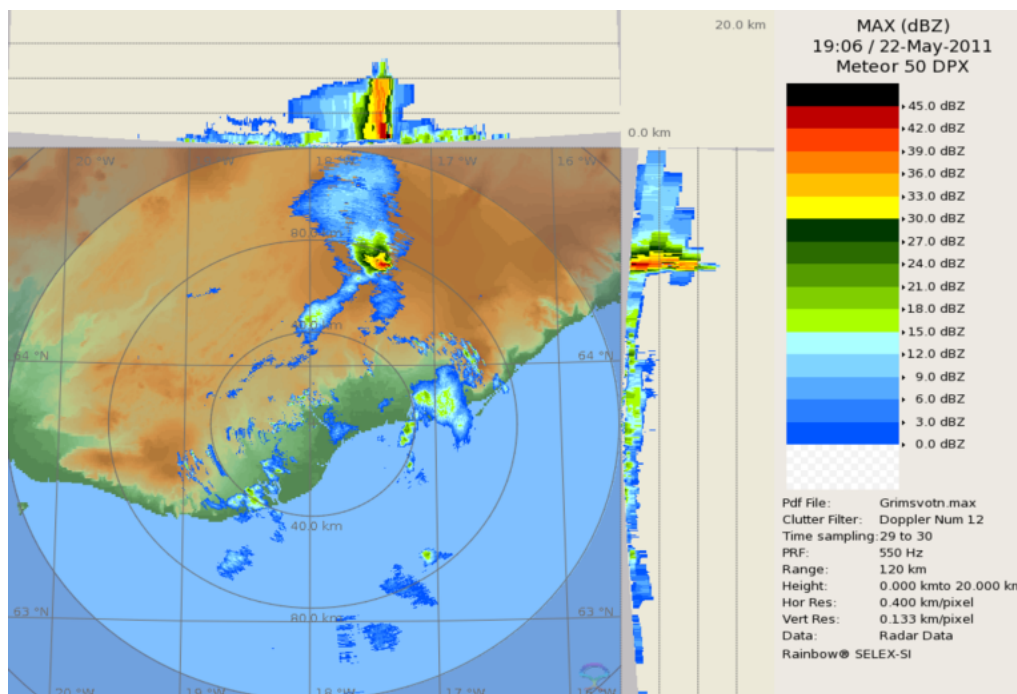 20.0 km
0.0 km
20 °W
18 °W
17 °W
16 °W
80.0 km
64 °N
64 °N
40.0 km
63 °N
63 °N
80.0 km
20 °W
19 °W
18 °W
17 °W
16 °W
MAX (dBZ)
19:06 / 22-May-2011
Meteor 50 DPX
45.0 dBZ
42.0 dBZ
39.0 dBZ
36.0 dBZ
33.0 dBZ
30.0 dBZ
27.0 dBZ
24.0 dBZ
21.0 dBZ
18.0 dBZ
15.0 dBZ
12.0 dBZ
9.0 dBZ
6.0 dBZ
3.0 dBZ
0.0 dBZ
Pdf File: Grimsvotn.max
Clutter Filter: Doppler Num 12
Time sampling:29 to 30
PRF: 550 Hz
Range: 120 km
Height: 0.000 kmto 20.000 km
Hor Res: 0.400 km/pixel
Vert Res: 0.133 km/pixel
Data: Radar Data
Rainbow® SELEX-SI